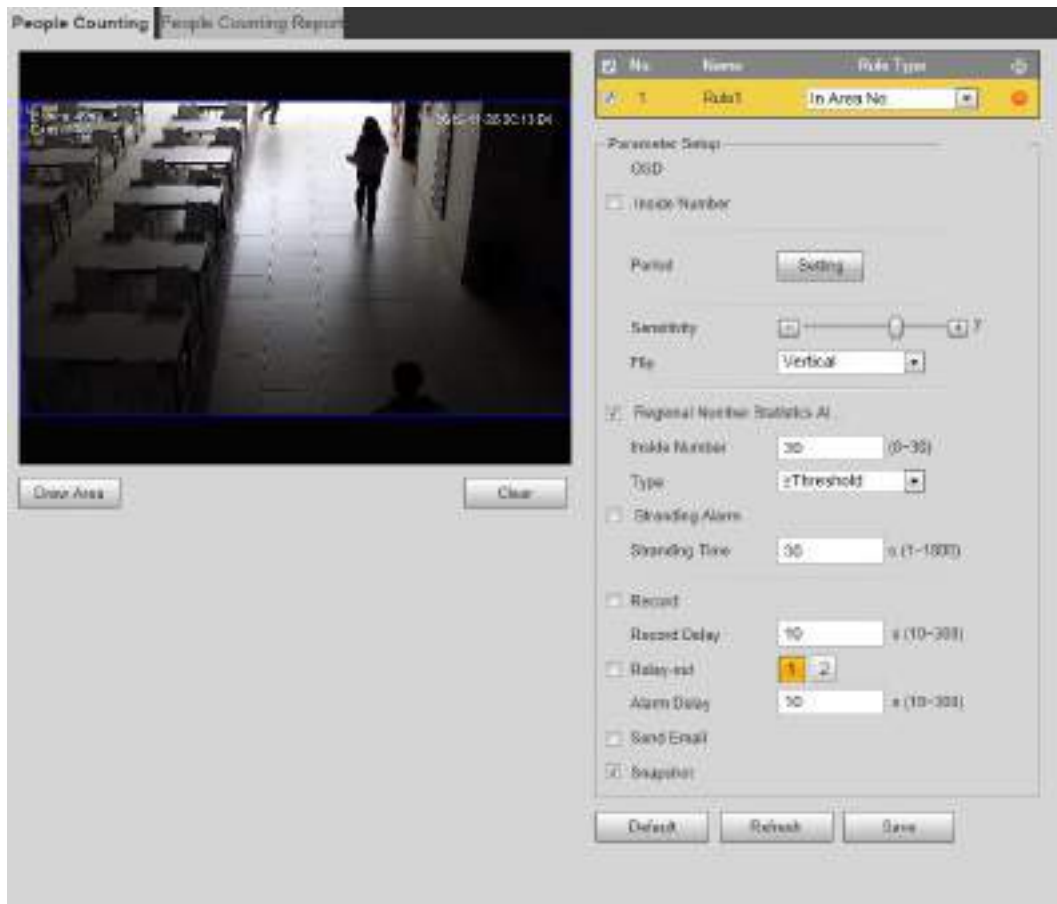 People Counting People Counting Report
No. Name Rule Type
1 Rule1 In Area No.
Parameter Setup
OSD
Inside Number
Period Setting
Sensitivity 7
Flip Vertical
Regional Number Statistics Al...
Inside Number 30 (0~30)
Type ≥Threshold
Stranding Alarm
Stranding Time 30 s (1~1800)
Record
Record Delay 10 s (10~300)
Relay-out 1 2
Alarm Delay 10 s (10~300)
Send Email
Snapshot
Draw Area Clear
Default Refresh Save